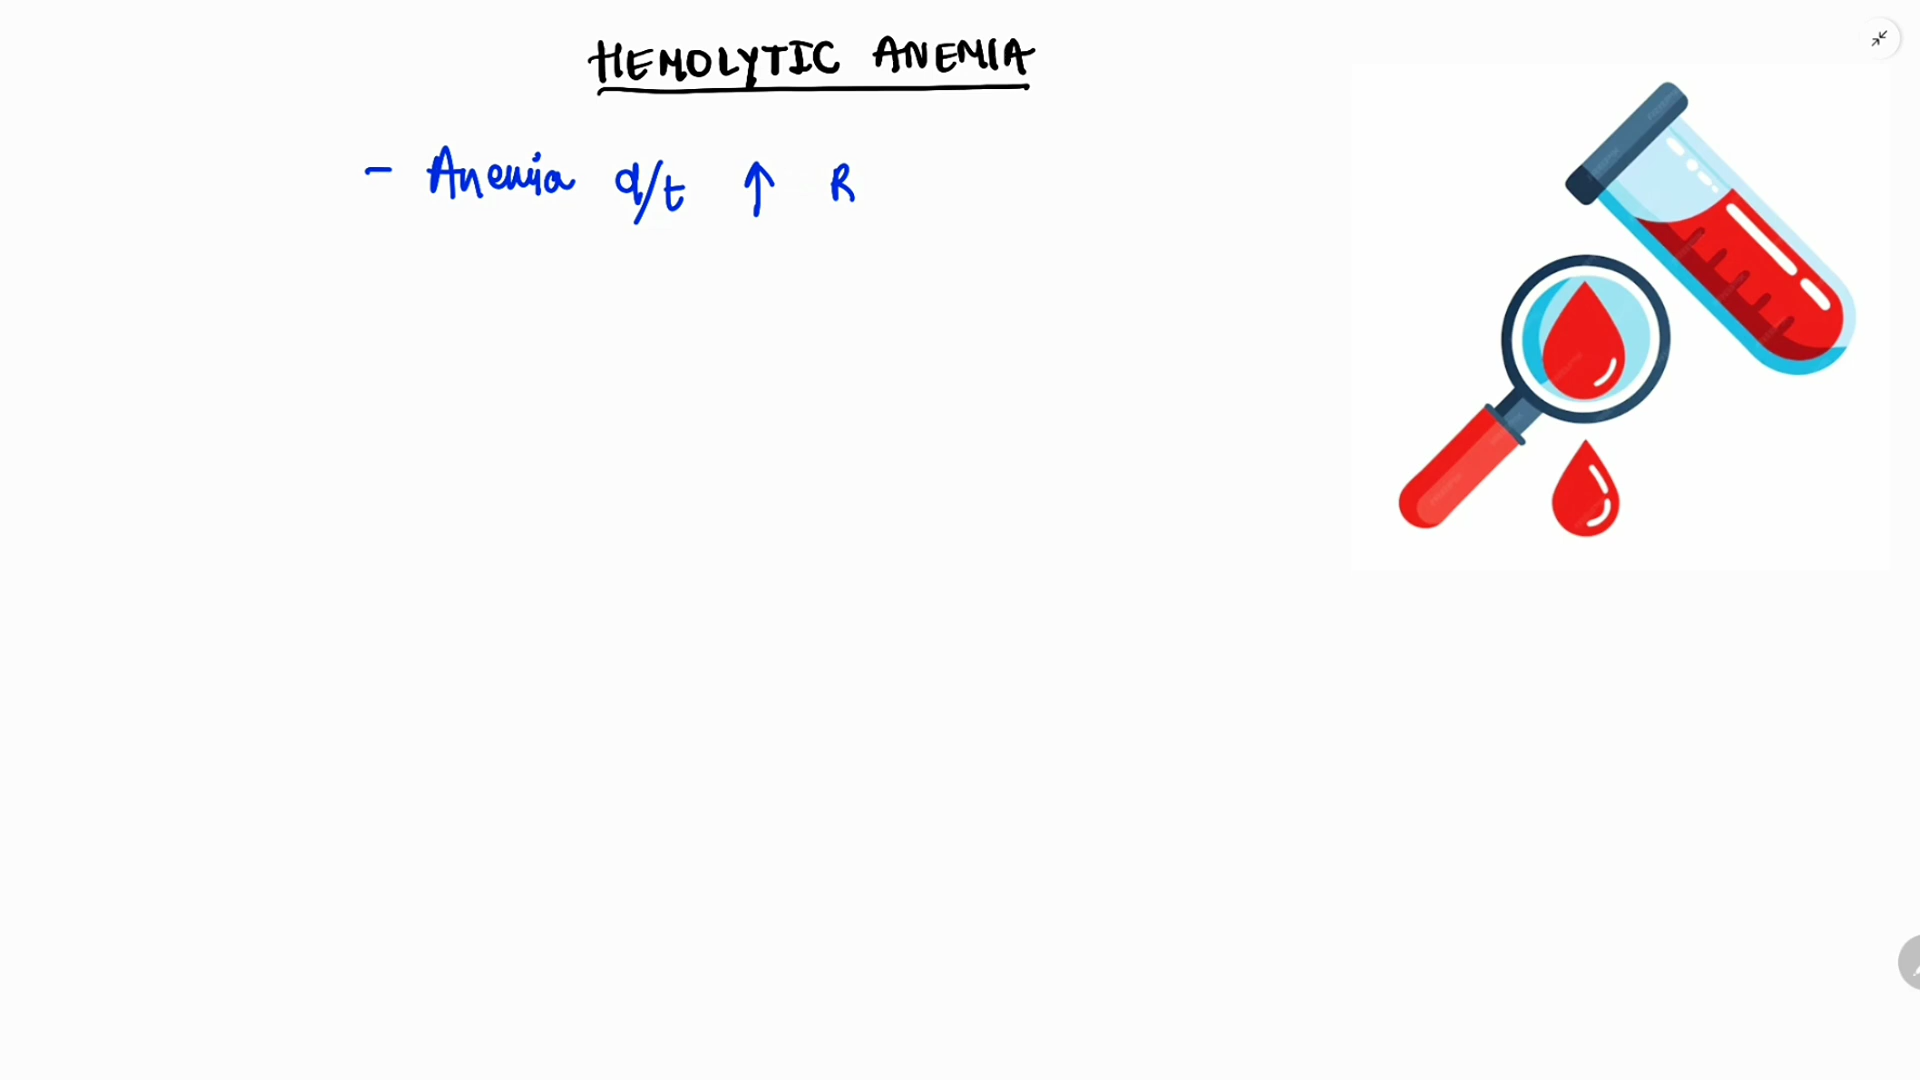 HEMOLYTIC ANEMIA
- Anemia d/t ↑ R